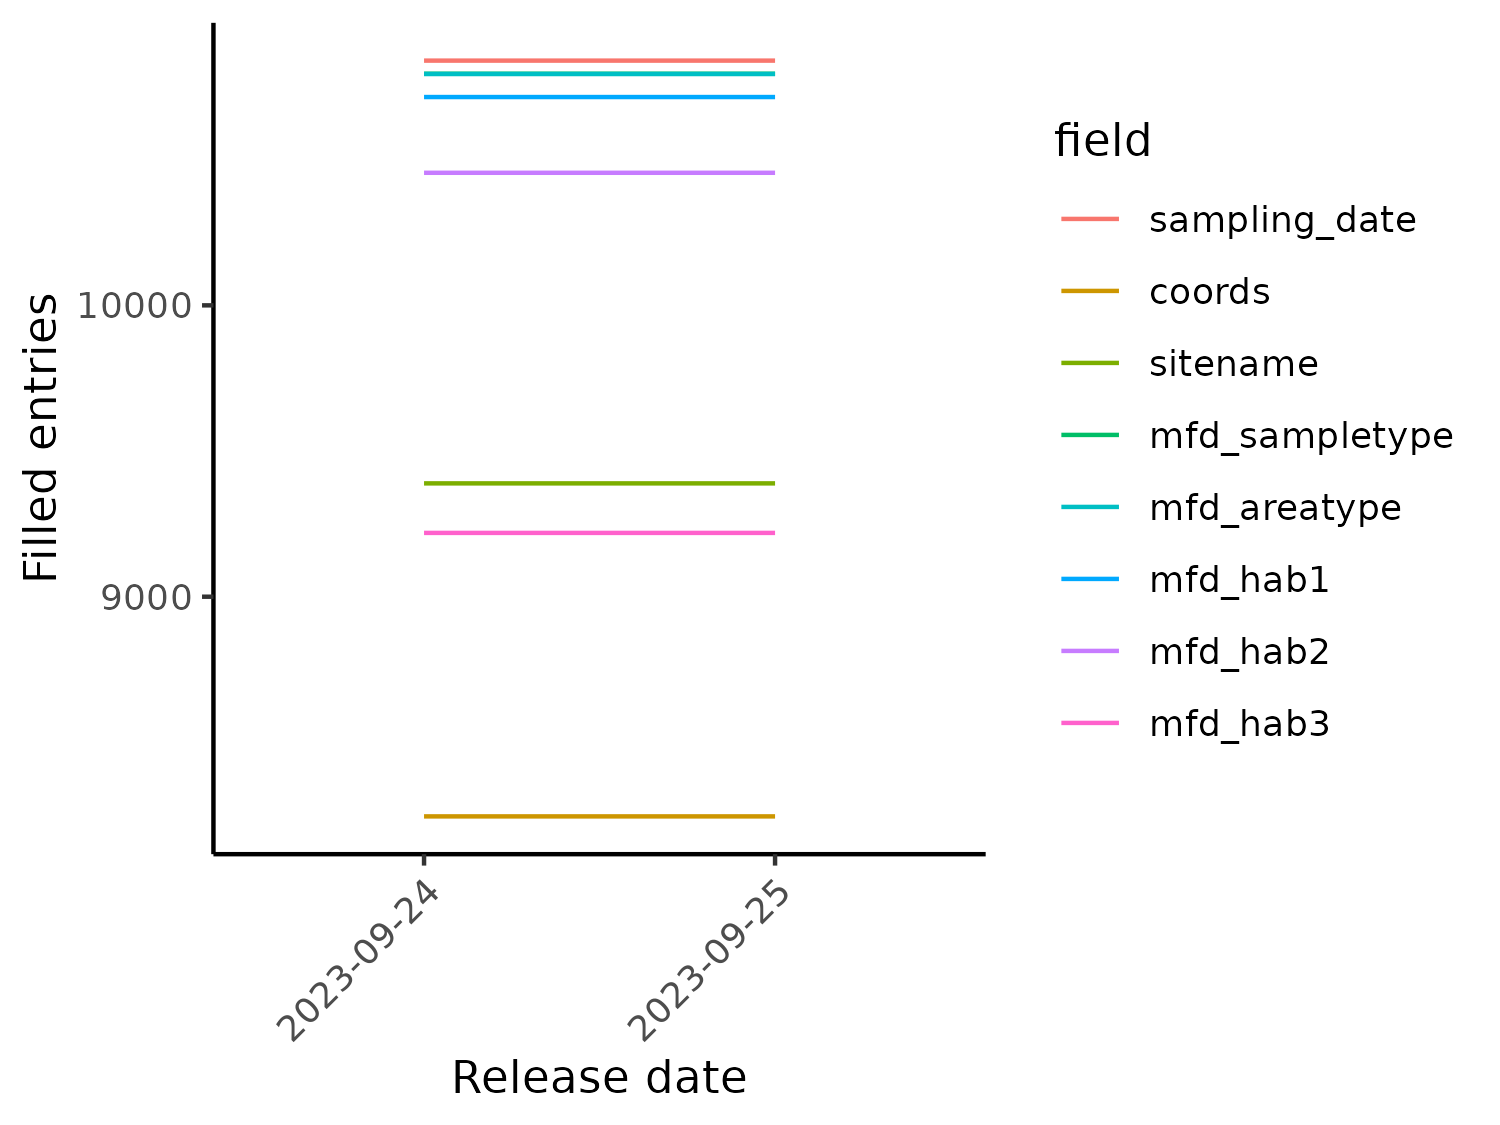 Filled entries
10000
9000
2023-09-24
2023-09-25
Release date
field
sampling_date
coords
sitename
mfd_sampletype
mfd_areatype
mfd_hab1
mfd_hab2
mfd_hab3